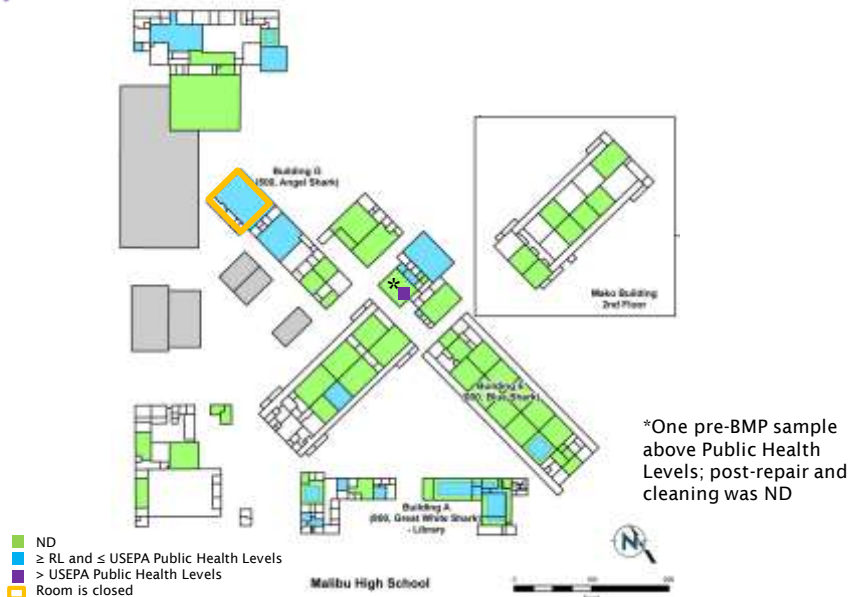 Building G
(500, Angel Shark)
*
Mako Building
2nd Floor
Building E
(600, Blue Shark)
*One pre-BMP sample
above Public Health
Levels; post-repair and
cleaning was ND
Building A
(000, Great White Shark)
- Library
N
ND
≥ RL and ≤ USEPA Public Health Levels
> USEPA Public Health Levels
Room is closed
Malibu High School